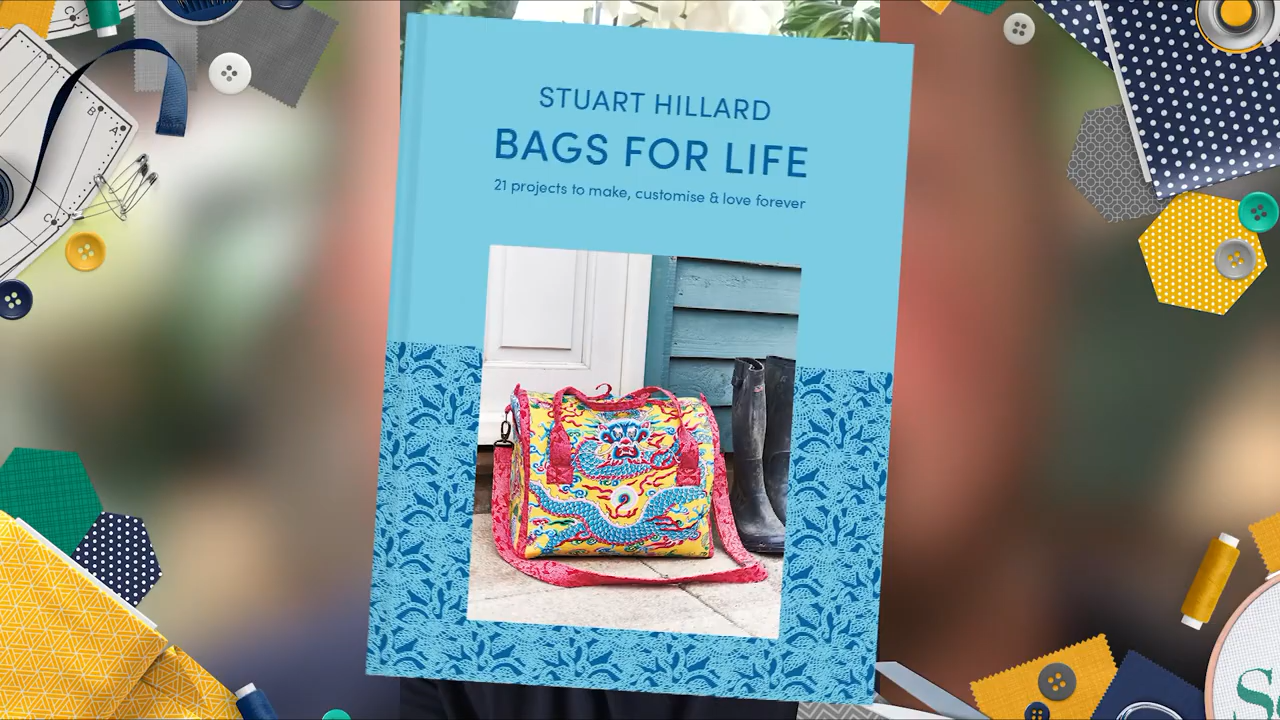 STUART HILLARD
BAGS FOR LIFE
21 projects to make, customise & love forever
C
B
A
C
S